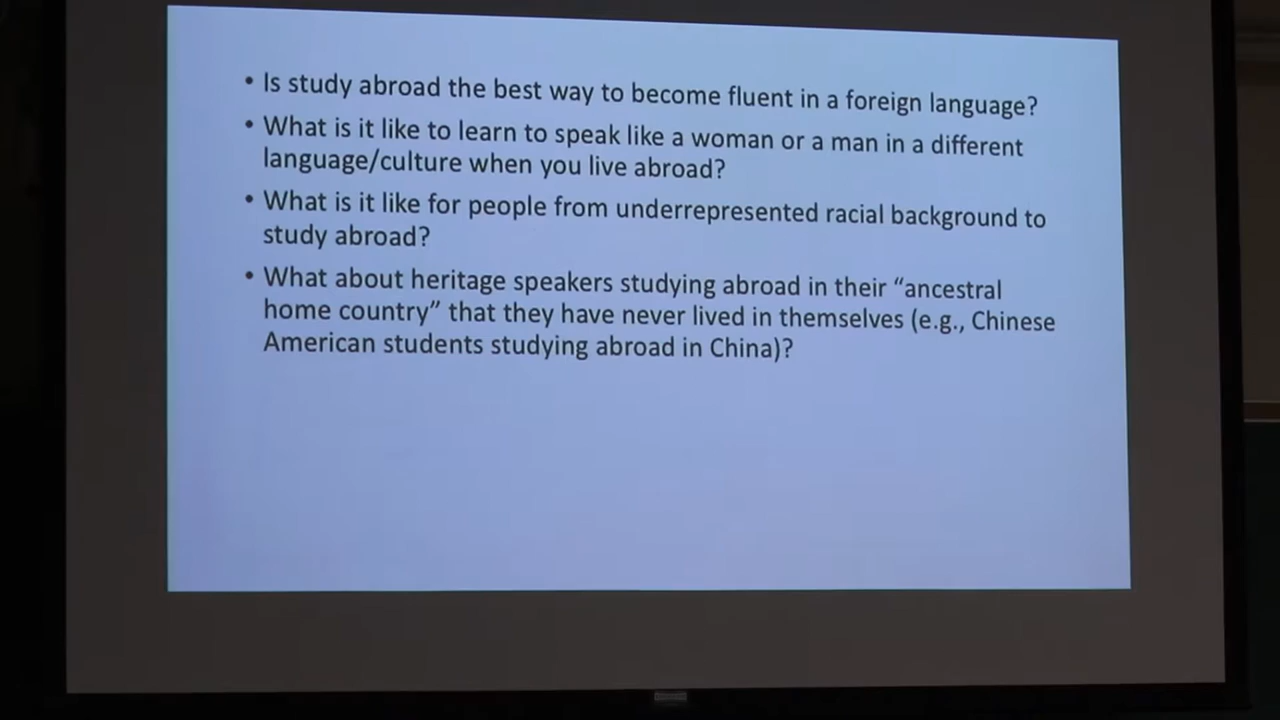 • Is study abroad the best way to become fluent in a foreign language?
• What is it like to learn to speak like a woman or a man in a different
language/culture when you live abroad?
• What is it like for people from underrepresented racial background to
study abroad?
• What about heritage speakers studying abroad in their “ancestral
home country” that they have never lived in themselves (e.g., Chinese
American students studying abroad in China)?